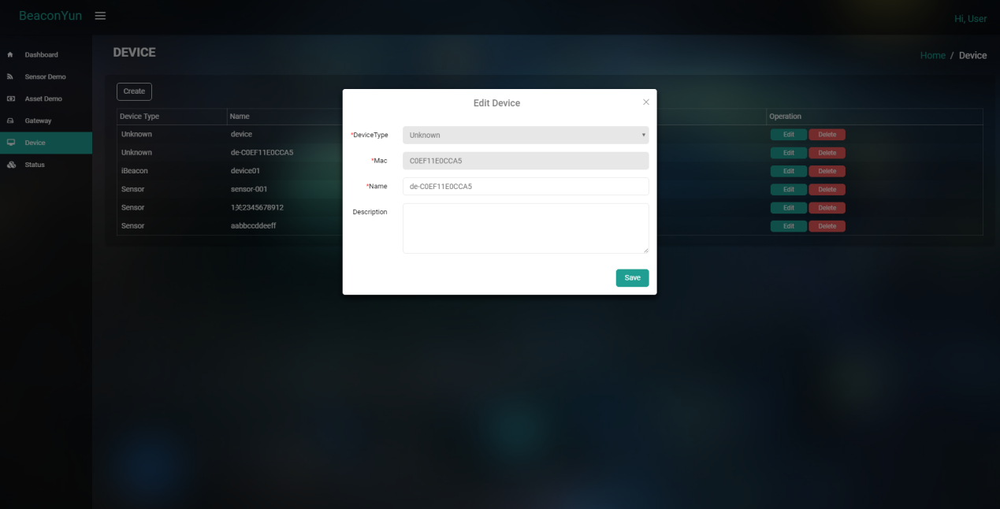 BeaconYun
Hi, User
Dashboard
Sensor Demo
Asset Demo
Gateway
Device
Status
DEVICE
Home / Device
Create
Device Type Name Operation
Unknown device Edit Delete
Unknown de-C0EF11E0CCA5 Edit Delete
iBeacon device01 Edit Delete
Sensor sensor-001 Edit Delete
Sensor 1关2345678912 Edit Delete
Sensor aabbccddeeff Edit Delete
Edit Device
*DeviceType Unknown
*Mac C0EF11E0CCA5
*Name de-C0EF11E0CCA5
Description
Save